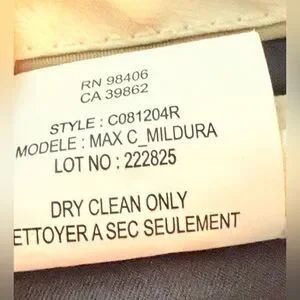 RN 98406
CA 39862
STYLE : C081204R
MODELE : MAX C_MILDURA
LOT NO : 222825
DRY CLEAN ONLY
ETTOYER A SEC SEULEMENT